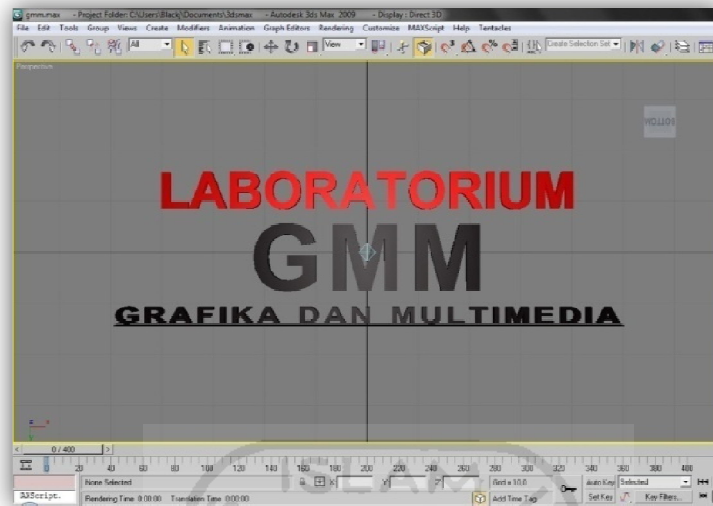 gmm.max - Project Folder: C:\Users\Black\Documents\3dsmax - Autodesk 3ds Max 2009 - Display : Direct 3D
File Edit Tools Group Views Create Modifiers Animation Graph Editors Rendering Customize MAXScript Help Tentacles
All View Create Selection Set
Perspective
BOTTOM
LABORATORIUM
GMM
GRAFIKA DAN MULTIMEDIA
x
y
0 / 400
0 20 40 60 80 100 120 140 160 180 200 220 240 260 280 300 320 340 360 380 400
None Selected X: Y: Z: Grid = 10.0 Auto Key Selected
MAXScript. Rendering Time 0:00:00 Translation Time 0:00:00 Add Time Tag Set Key Key Filters...
ISLAM